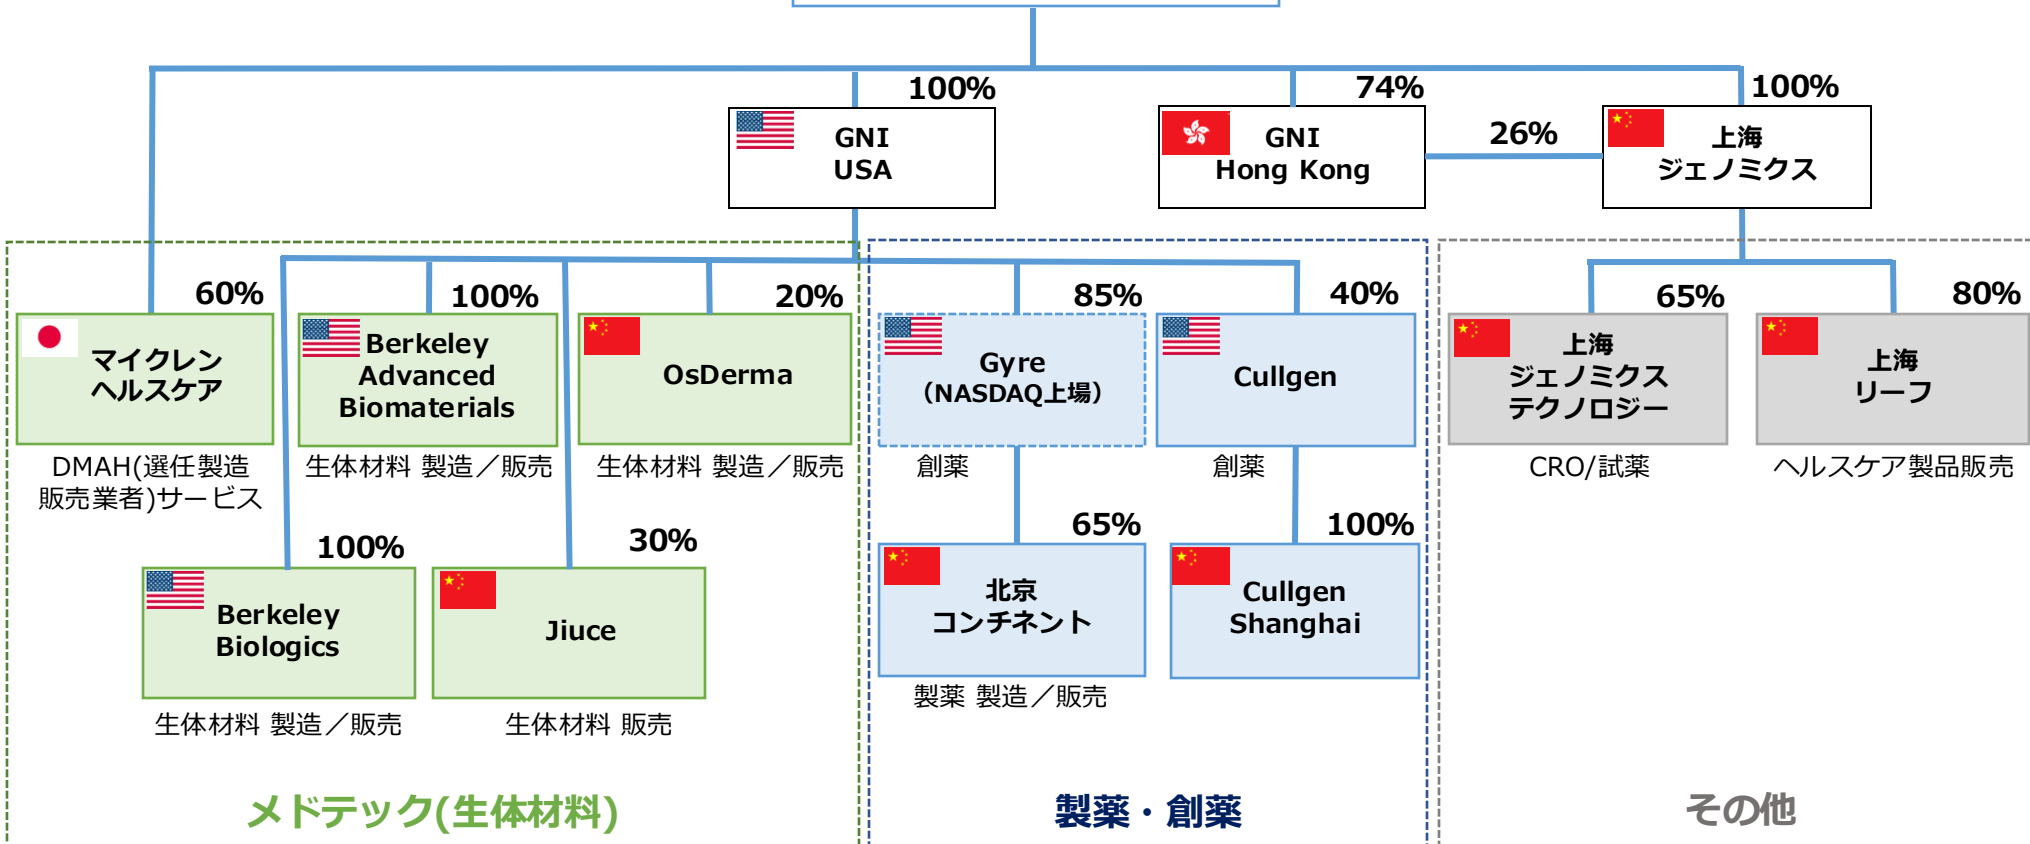 100%
74%
100%
GNI
USA
GNI
Hong Kong
26%
上海
ジェノミクス
60%
100%
20%
85%
40%
65%
80%
マイクレン
ヘルスケア
Berkeley
Advanced
Biomaterials
OsDerma
Gyre
（NASDAQ上場）
Cullgen
上海
ジェノミクス
テクノロジー
上海
リーフ
DMAH(選任製造
販売業者)サービス
生体材料 製造／販売
生体材料 製造／販売
創薬
創薬
CRO/試薬
ヘルスケア製品販売
100%
30%
65%
100%
Berkeley
Biologics
Jiuce
北京
コンチネント
Cullgen
Shanghai
生体材料 製造／販売
生体材料 販売
製薬 製造／販売
メドテック(生体材料)
製薬・創薬
その他